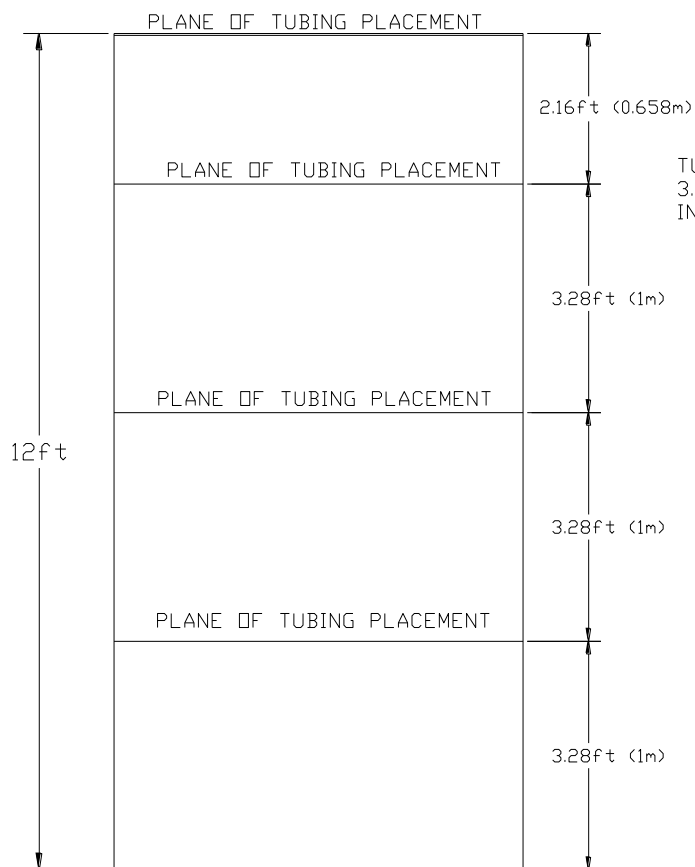 PLANE OF TUBING PLACEMENT
2.16ft (0.658m)
PLANE OF TUBING PLACEMENT
3.28ft (1m)
PLANE OF TUBING PLACEMENT
12ft
3.28ft (1m)
PLANE OF TUBING PLACEMENT
3.28ft (1m)